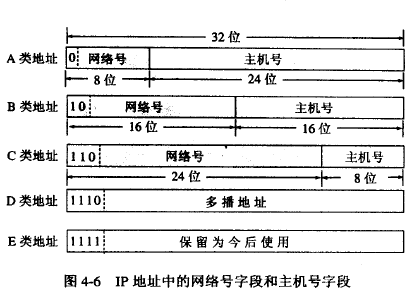 32 位
A 类地址 0 网络号 主机号
8 位 24 位
B 类地址 10 网络号 主机号
16 位 16 位
C 类地址 110 网络号 主机号
24 位 8 位
D 类地址 1110 多播地址
E 类地址 1111 保留为今后使用
图 4-6 IP 地址中的网络号字段和主机号字段